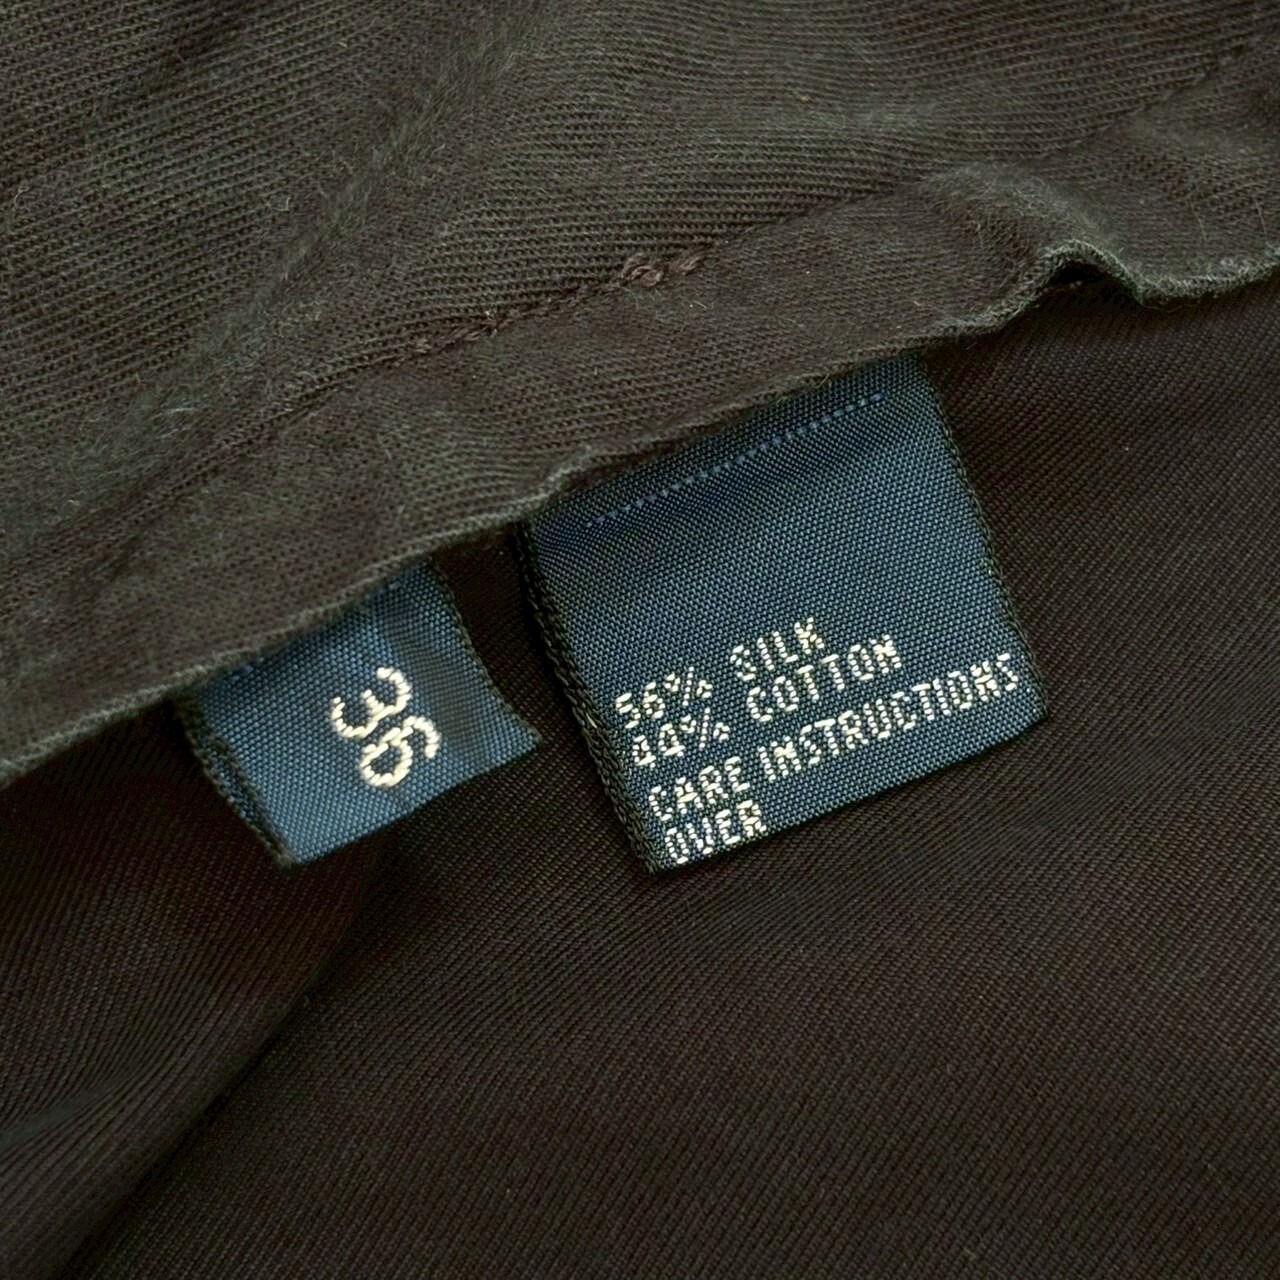 36
56% SILK
44% COTTON
CARE INSTRUCTIONS
OVER